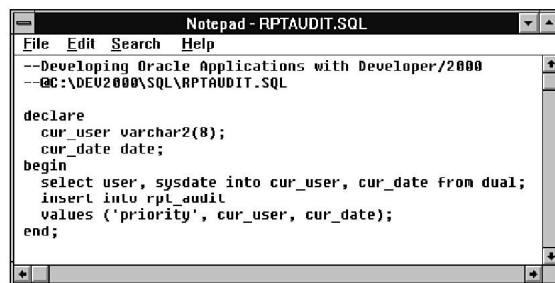 Notepad - RPTAUDIT.SQL
File Edit Search Help
--Developing Oracle Applications with Developer/2000
--@C:\DEV2000\SQL\RPTAUDIT.SQL
declare
cur_user varchar2(8);
cur_date date;
begin
select user, sysdate into cur_user, cur_date from dual;
insert into rpt_audit
values ('priority', cur_user, cur_date);
end;